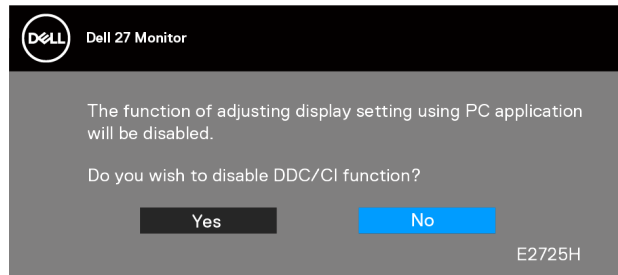 DELL Dell 27 Monitor
The function of adjusting display setting using PC application
will be disabled.
Do you wish to disable DDC/CI function?
Yes No
E2725H